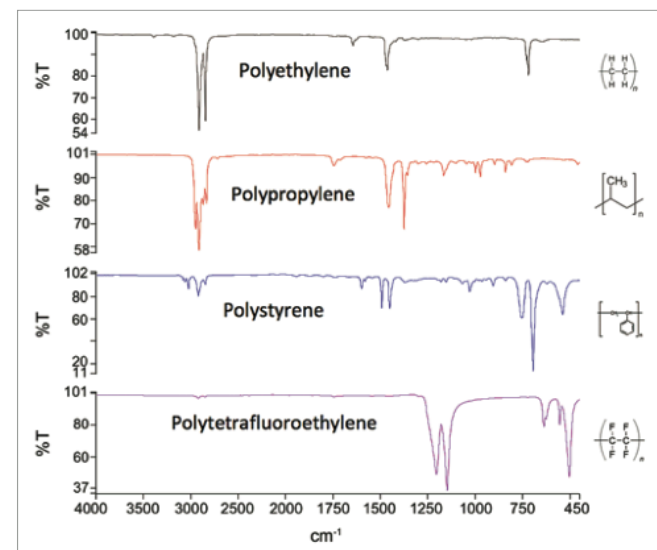 100
80
70
60
54
%T
Polyethylene
H H
C C
H H
n
101
90
80
70
58
%T
Polypropylene
CH₃
n
102
80
60
20
11
%T
Polystyrene
101
80
60
37
%T
Polytetrafluoroethylene
F F
C C
F F
n
4000 3500 3000 2500 2000 1750 1500 1250 1000 750 450
cm⁻¹